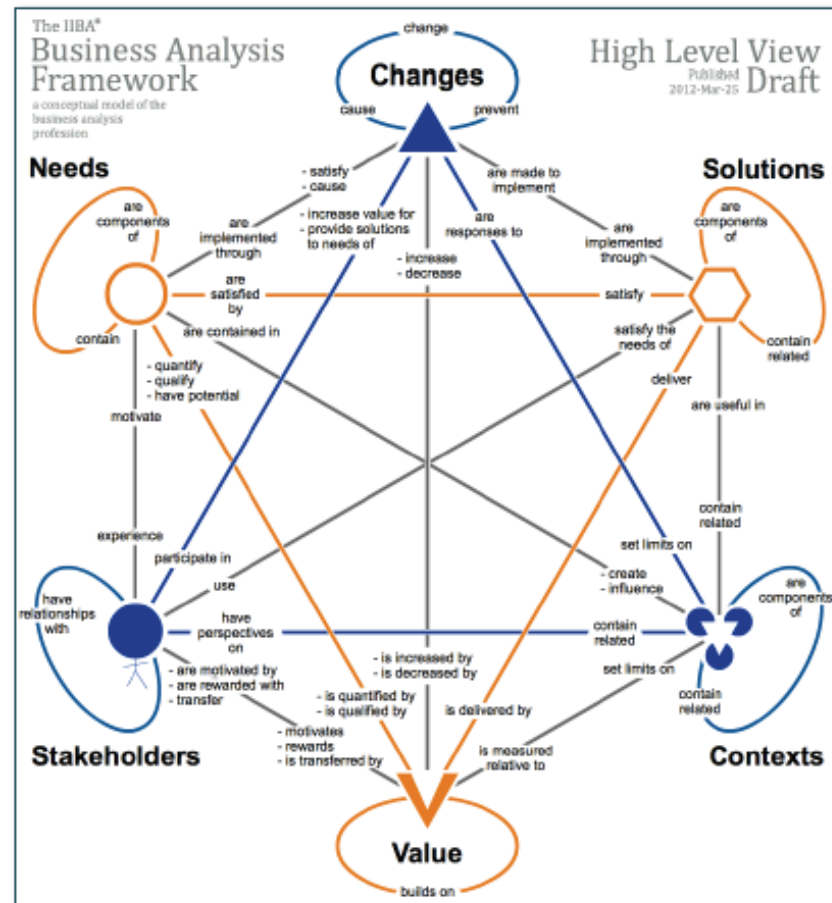 The IIBA®
Business Analysis
Framework
a conceptual model of the
business analysis
profession
High Level View
Published
2012-Mar-25
Draft
change
Changes
cause
prevent
Needs
Solutions
- satisfy
- cause
are made to
implement
are
components
of
are
components
of
are
implemented
through
- increase value for
- provide solutions
to needs of
are
responses to
are
implemented
through
- increase
- decrease
are
satisfied
by
satisfy
contain
are contained in
satisfy the
needs of
contain
related
- quantify
- qualify
- have potential
deliver
motivate
are useful in
experience
contain
related
participate in
set limits on
use
- create
- influence
have
relationships
with
are
components
of
have
perspectives
on
contain
related
- is increased by
- is decreased by
set limits on
- are motivated by
- are rewarded with
- transfer
- is quantified by
- is qualified by
is delivered by
contain
related
- motivates
- rewards
- is transferred by
is measured
relative to
Stakeholders
Contexts
Value
builds on